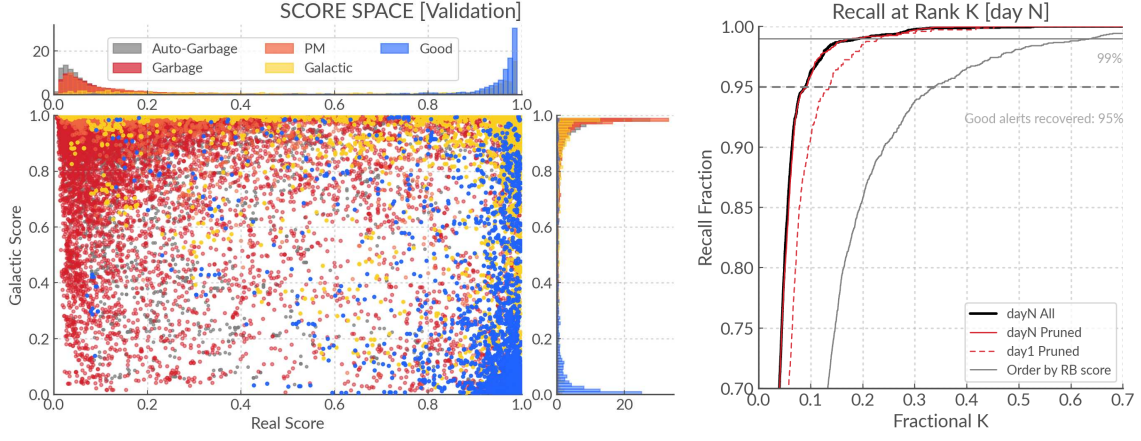 SCORE SPACE [Validation]
Auto-Garbage
PM
Good
Garbage
Galactic
20
0
0.0
0.2
0.4
0.6
0.8
1.0
1.0
0.8
0.6
0.4
0.2
0.0
Galactic Score
0.0
0.2
0.4
0.6
0.8
1.0
Real Score
0
20
Recall at Rank K [day N]
1.00
0.95
0.90
0.85
0.80
0.75
0.70
Recall Fraction
99%
Good alerts recovered: 95%
dayN All
dayN Pruned
day1 Pruned
Order by RB score
0.0
0.1
0.2
0.3
0.4
0.5
0.6
0.7
Fractional K